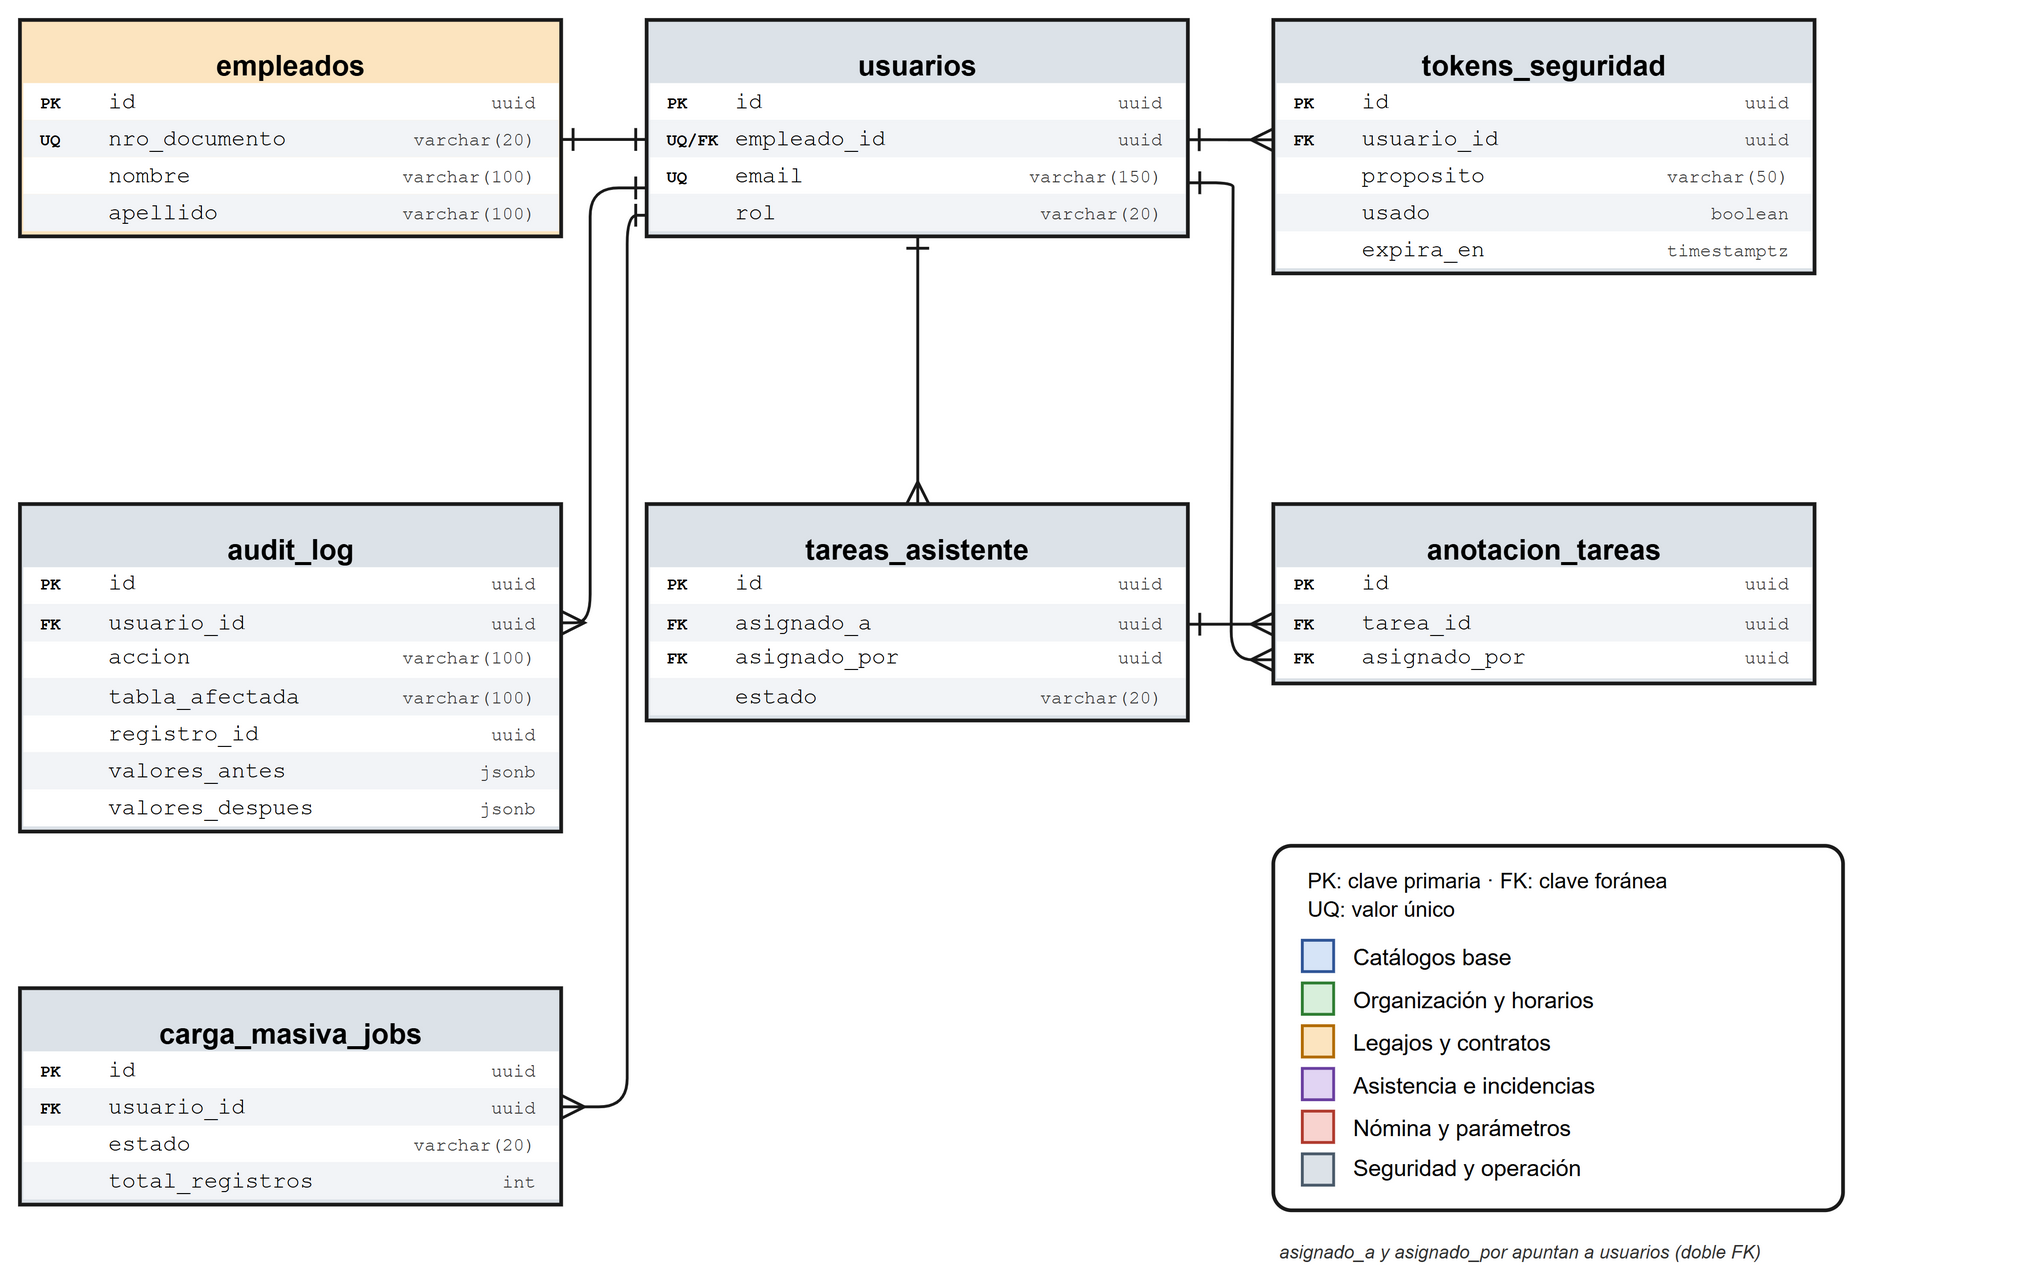 empleados
PK id uuid
UQ nro_documento varchar(20)
nombre varchar(100)
apellido varchar(100)
usuarios
PK id uuid
UQ/FK empleado_id uuid
UQ email varchar(150)
rol varchar(20)
tokens_seguridad
PK id uuid
FK usuario_id uuid
proposito varchar(50)
usado boolean
expira_en timestamptz
audit_log
PK id uuid
FK usuario_id uuid
accion varchar(100)
tabla_afectada varchar(100)
registro_id uuid
valores_antes jsonb
valores_despues jsonb
tareas_asistente
PK id uuid
FK asignado_a uuid
FK asignado_por uuid
estado varchar(20)
anotacion_tareas
PK id uuid
FK tarea_id uuid
FK asignado_por uuid
carga_masiva_jobs
PK id uuid
FK usuario_id uuid
estado varchar(20)
total_registros int
PK: clave primaria · FK: clave foránea
UQ: valor único
Catálogos base
Organización y horarios
Legajos y contratos
Asistencia e incidencias
Nómina y parámetros
Seguridad y operación
asignado_a y asignado_por apuntan a usuarios (doble FK)